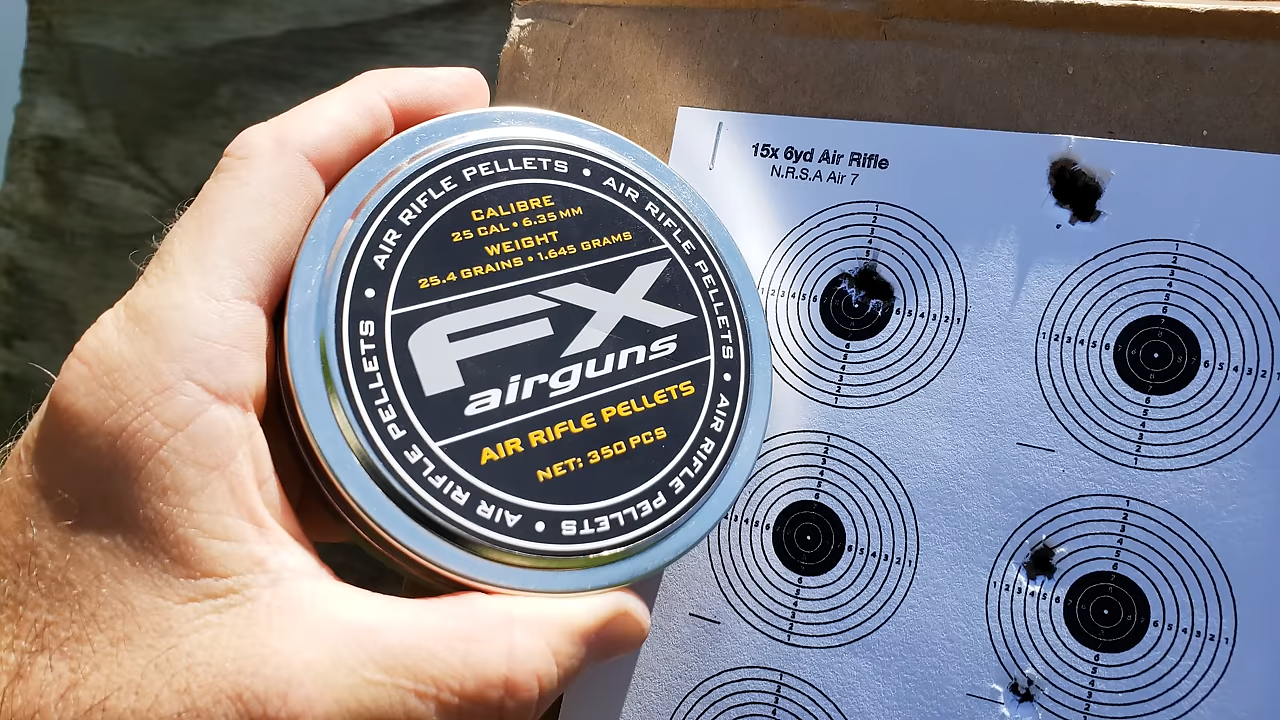 AIR RIFLE PELLETS • AIR RIFLE PELLETS • AIR RIFLE PELLETS • AIR RIFLE PELLETS •
CALIBRE
25 CAL • 6.35 MM
WEIGHT
25.4 GRAINS • 1.645 GRAMS
FX
airguns
AIR RIFLE PELLETS
NET: 350 PCS
15x 6yd Air Rifle
N.R.S.A Air 7